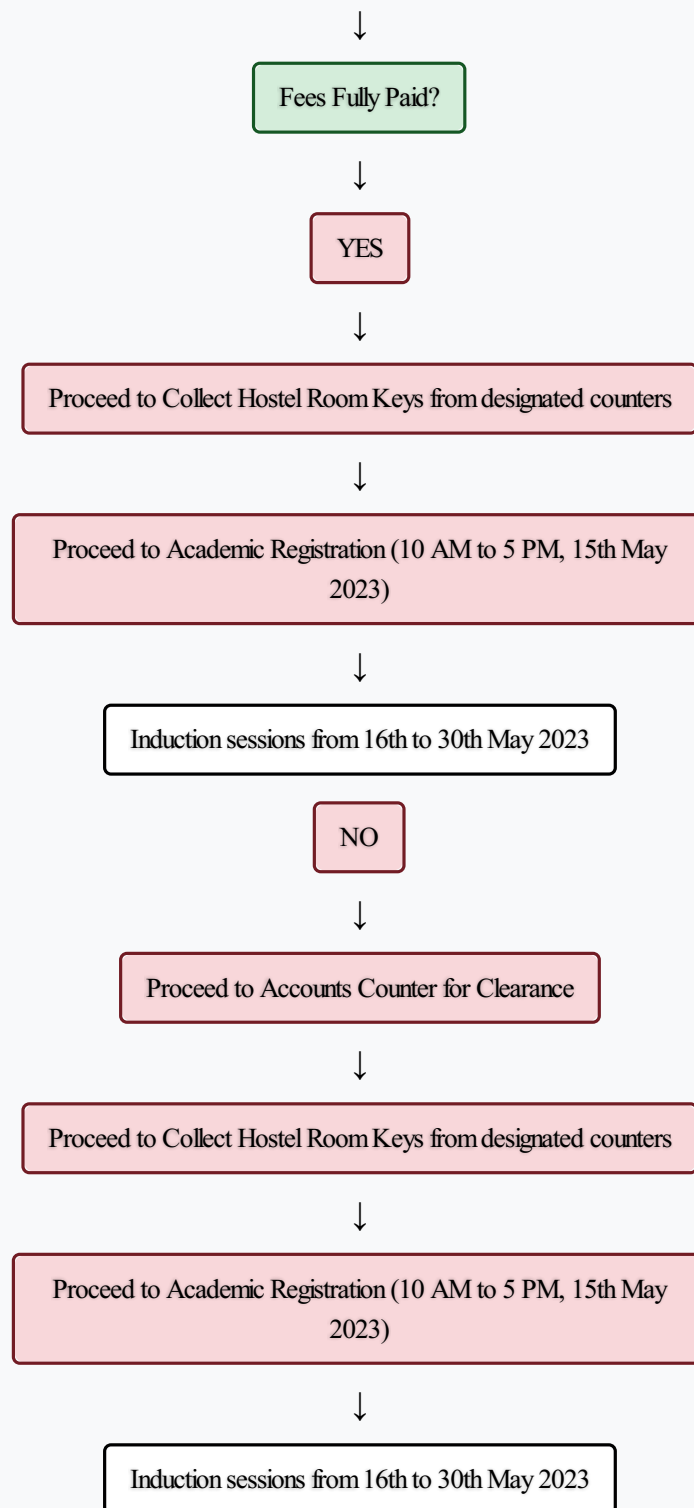 ↓
Fees Fully Paid?
↓
YES
↓
Proceed to Collect Hostel Room Keys from designated counters
↓
Proceed to Academic Registration (10 AM to 5 PM, 15th May
2023)
↓
Induction sessions from 16th to 30th May 2023
NO
↓
Proceed to Accounts Counter for Clearance
↓
Proceed to Collect Hostel Room Keys from designated counters
↓
Proceed to Academic Registration (10 AM to 5 PM, 15th May
2023)
↓
Induction sessions from 16th to 30th May 2023